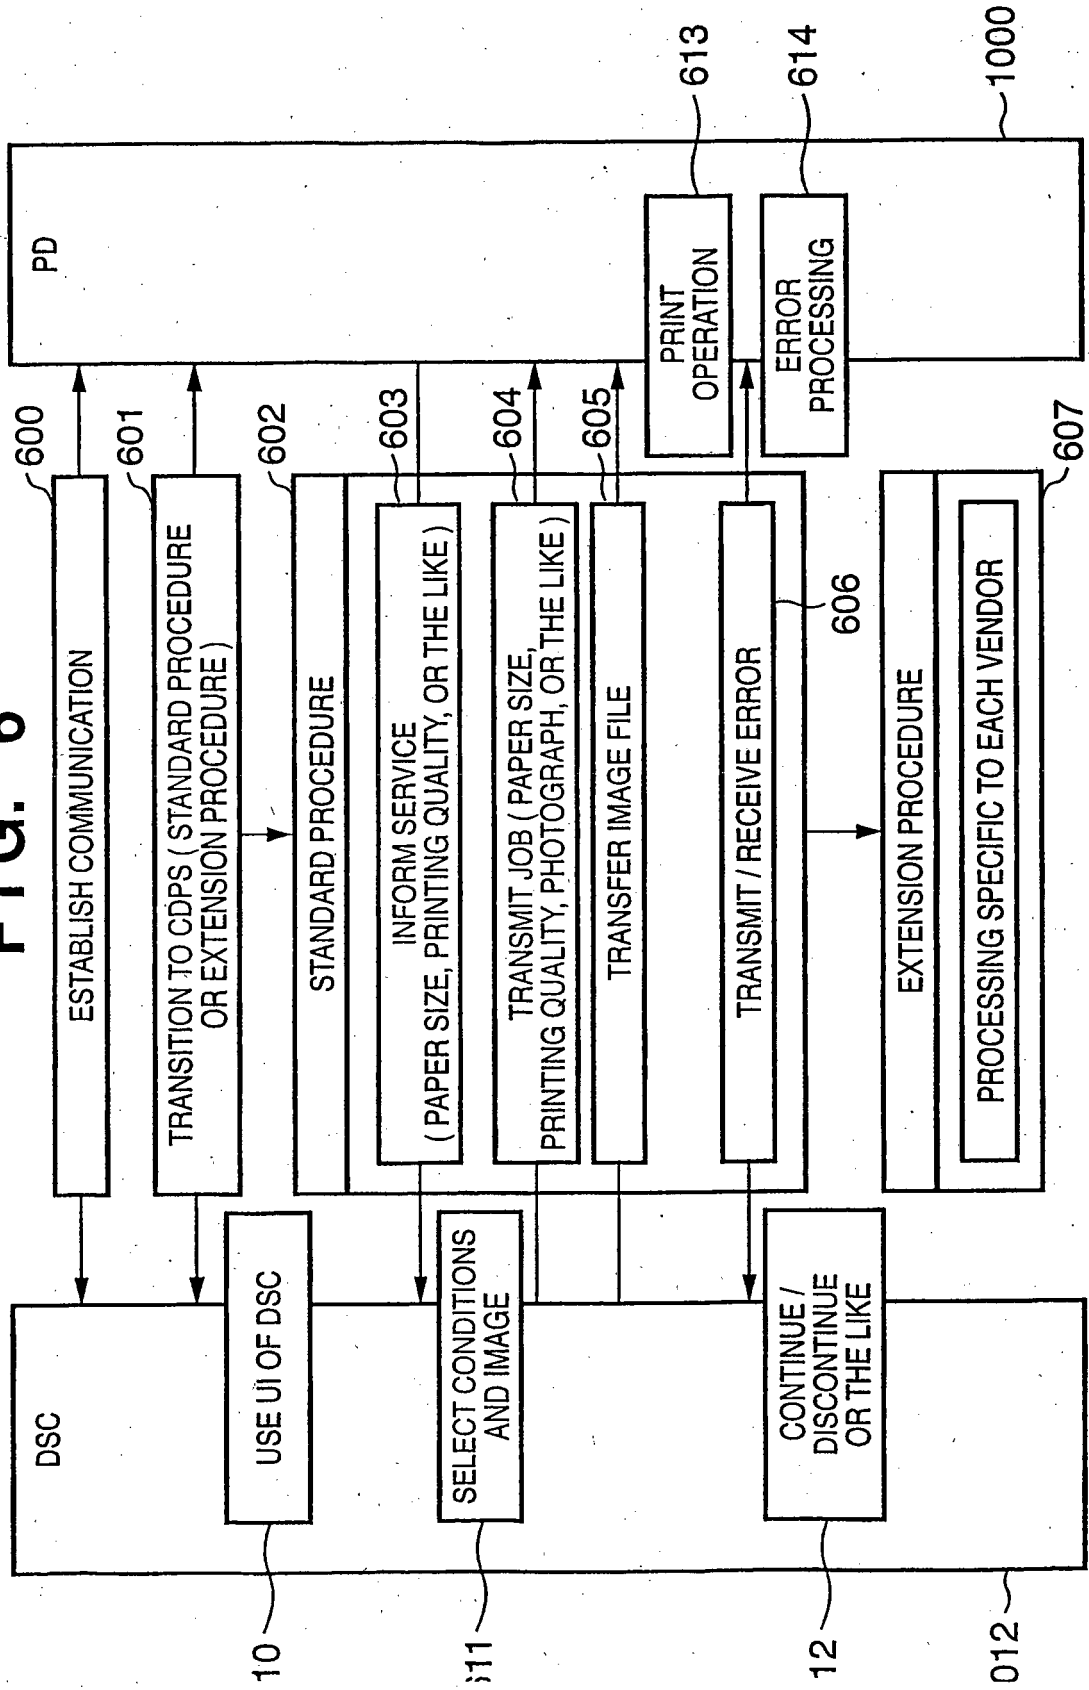 FIG. 6
DSC
PD
600
ESTABLISH COMMUNICATION
601
TRANSITION TO CDPS ( STANDARD PROCEDURE
OR EXTENSION PROCEDURE )
10
USE UI OF DSC
602
STANDARD PROCEDURE
603
INFORM SERVICE
( PAPER SIZE, PRINTING QUALITY, OR THE LIKE )
611
SELECT CONDITIONS
AND IMAGE
604
TRANSMIT JOB ( PAPER SIZE,
PRINTING QUALITY, PHOTOGRAPH, OR THE LIKE )
605
TRANSFER IMAGE FILE
613
PRINT
OPERATION
606
TRANSMIT / RECEIVE ERROR
614
ERROR
PROCESSING
12
CONTINUE /
DISCONTINUE
OR THE LIKE
607
EXTENSION PROCEDURE
PROCESSING SPECIFIC TO EACH VENDOR
012
1000